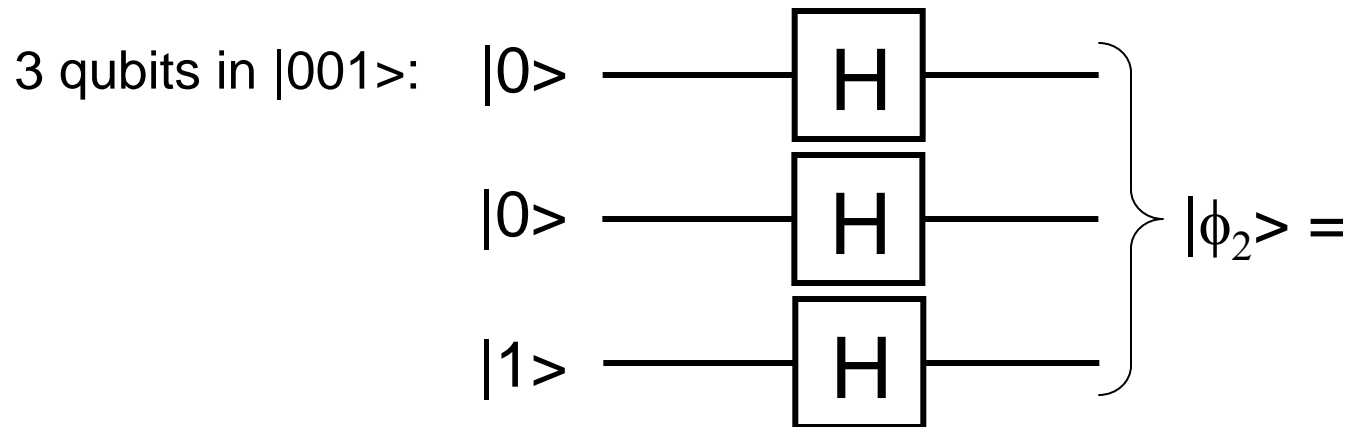 3 qubits in |001>: |0> H
|0> H |ϕ₂> =
|1> H